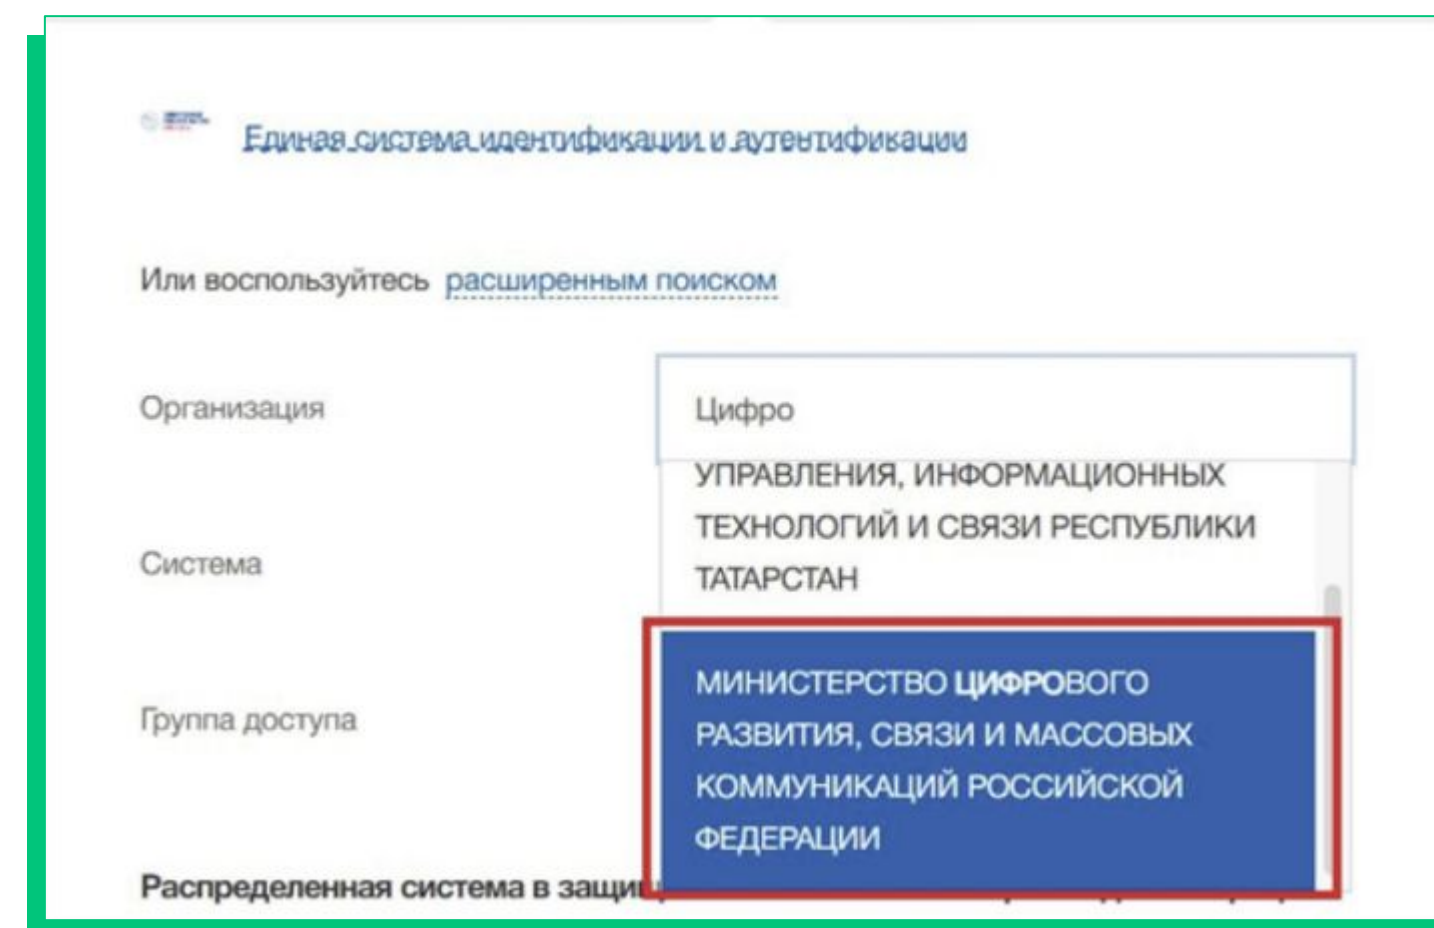 Единая система идентификации и аутентификации
Или воспользуйтесь расширенным поиском
Организация
Цифро
УПРАВЛЕНИЯ, ИНФОРМАЦИОННЫХ
ТЕХНОЛОГИЙ И СВЯЗИ РЕСПУБЛИКИ
ТАТАРСТАН
Система
МИНИСТЕРСТВО ЦИФРОВОГО
РАЗВИТИЯ, СВЯЗИ И МАССОВЫХ
КОММУНИКАЦИЙ РОССИЙСКОЙ
ФЕДЕРАЦИИ
Группа доступа
Распределенная система в